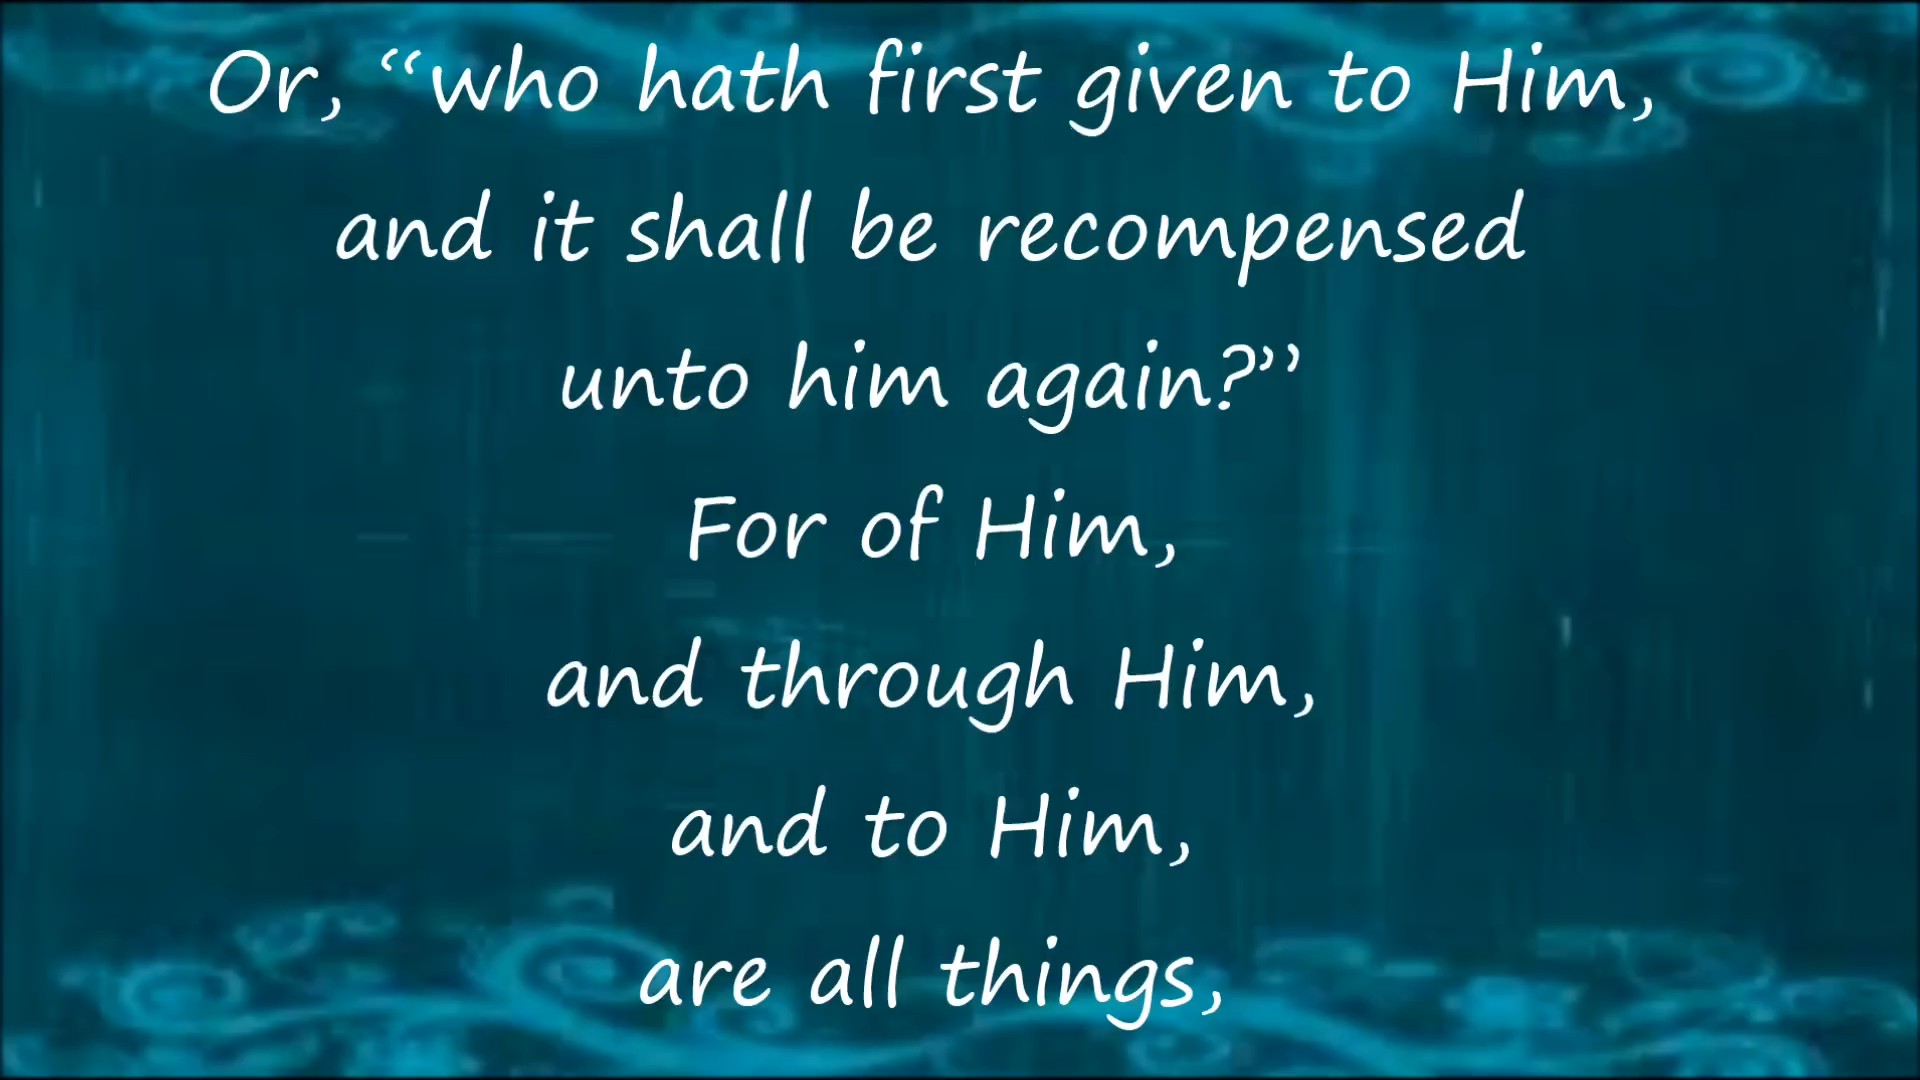 Or, “who hath first given to Him,
and it shall be recompensed
unto him again?”
For of Him,
and through Him,
and to Him,
are all things,